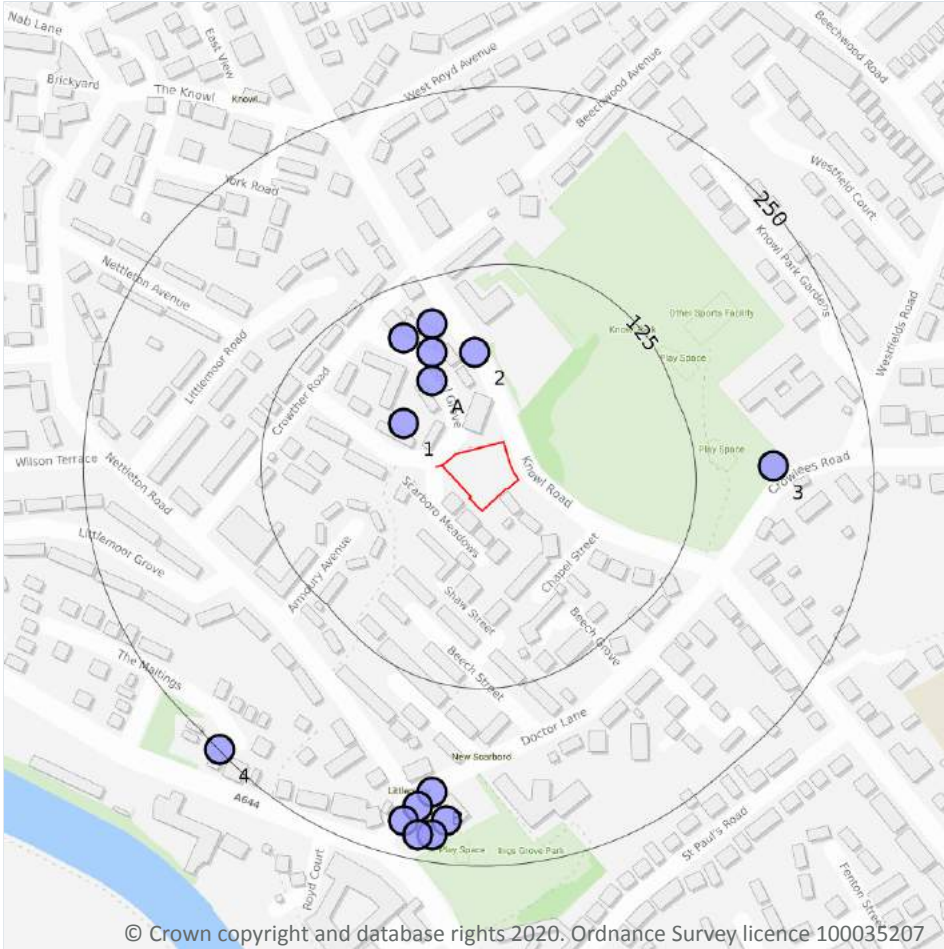 Nab Lane
East View
West Royd Avenue
Beechwood Road
Brickyard
The Knowl
Knowl
Beechwood Avenue
York Road
Westfield Court
250
Knowl Park Gardens
Nettleton Avenue
Other Sports Facility
125
Play Space
Littlemoor Road
Westfields Road
2
Crowther Road
A
Grove
1
Play Space
Wilson Terrace
Nettleton Road
Knowl Road
Crowlees Road
3
Scarboro Meadows
Littlemoor Grove
Armoury Avenue
Chapel Street
Shaw Street
Beech Grove
The Maltings
Beech Street
Doctor Lane
New Scarboro
4
A644
Play Space
Ings Grove Park
St Paul's Road
Royd Court
Fenton Street
© Crown copyright and database rights 2020. Ordnance Survey licence 100035207